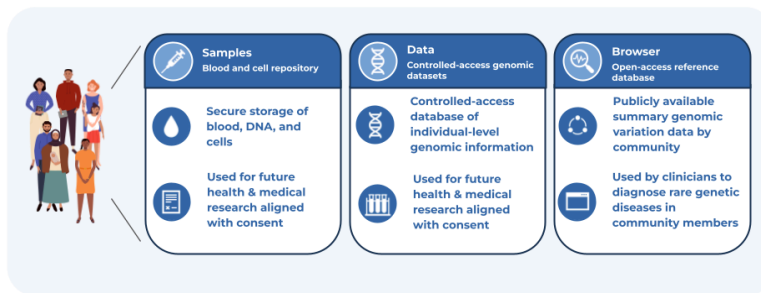 Samples
Blood and cell repository
Secure storage of
blood, DNA, and
cells
Used for future
health & medical
research aligned
with consent
Data
Controlled-access genomic
datasets
Controlled-access
database of
individual-level
genomic information
Used for future
health & medical
research aligned
with consent
Browser
Open-access reference
database
Publicly available
summary genomic
variation data by
community
Used by clinicians to
diagnose rare genetic
diseases in
community members